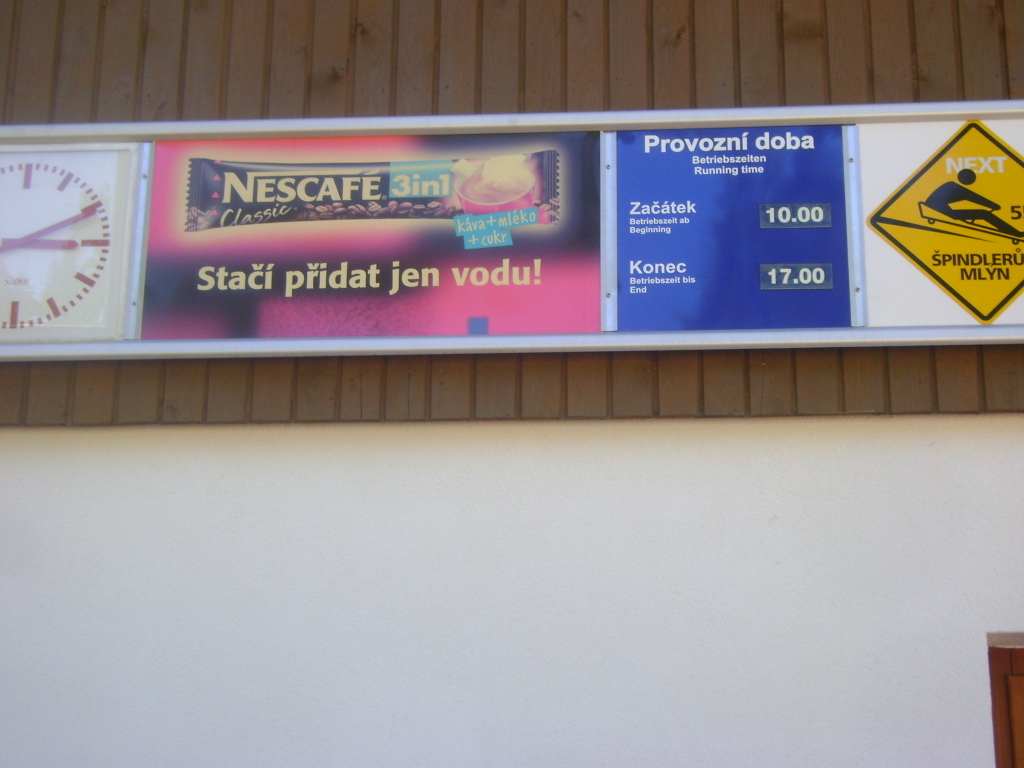 NESCAFÉ 3in1
Classic
káva+mléko
+cukr
Stačí přidat jen vodu!
Provozní doba
Betriebszeiten
Running time
Začátek
Betriebszeit ab
Beginning
10.00
Konec
Betriebszeit bis
End
17.00
NEXT
ŠPINDLERŮ
MLÝN